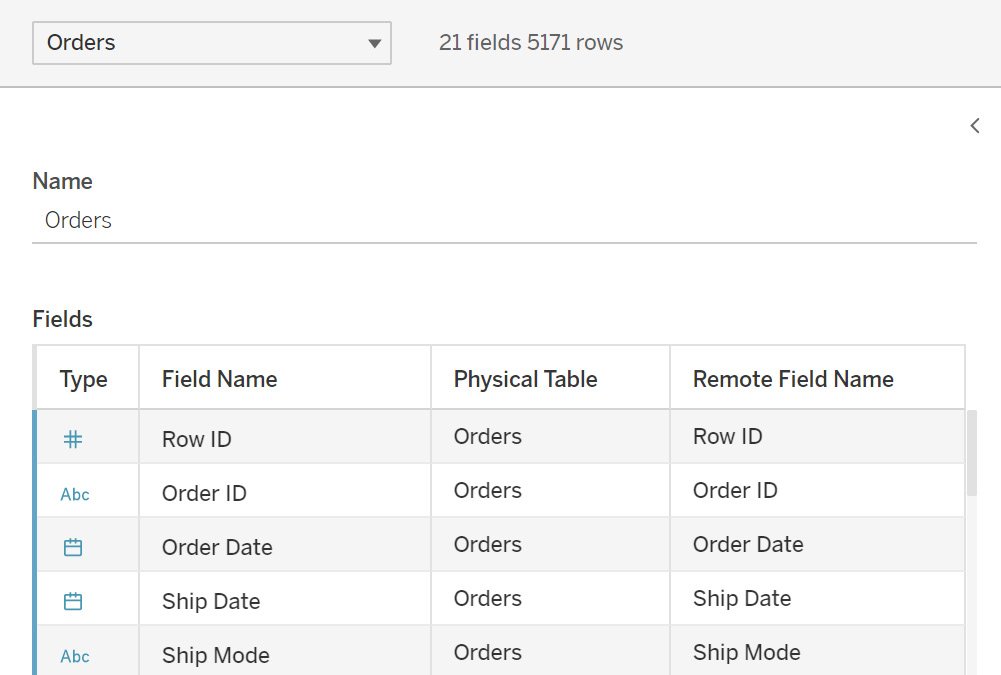 Orders
21 fields 5171 rows
Name
Orders
Fields
Type Field Name Physical Table Remote Field Name
# Row ID Orders Row ID
Abc Order ID Orders Order ID
Order Date Orders Order Date
Ship Date Orders Ship Date
Abc Ship Mode Orders Ship Mode